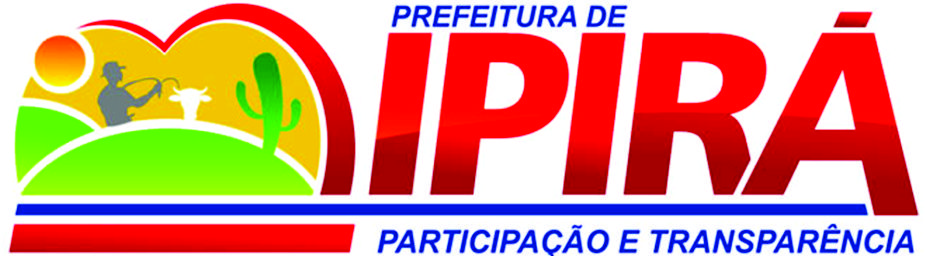 PREFEITURA DE
IPIRÁ
PARTICIPAÇÃO E TRANSPARÊNCIA